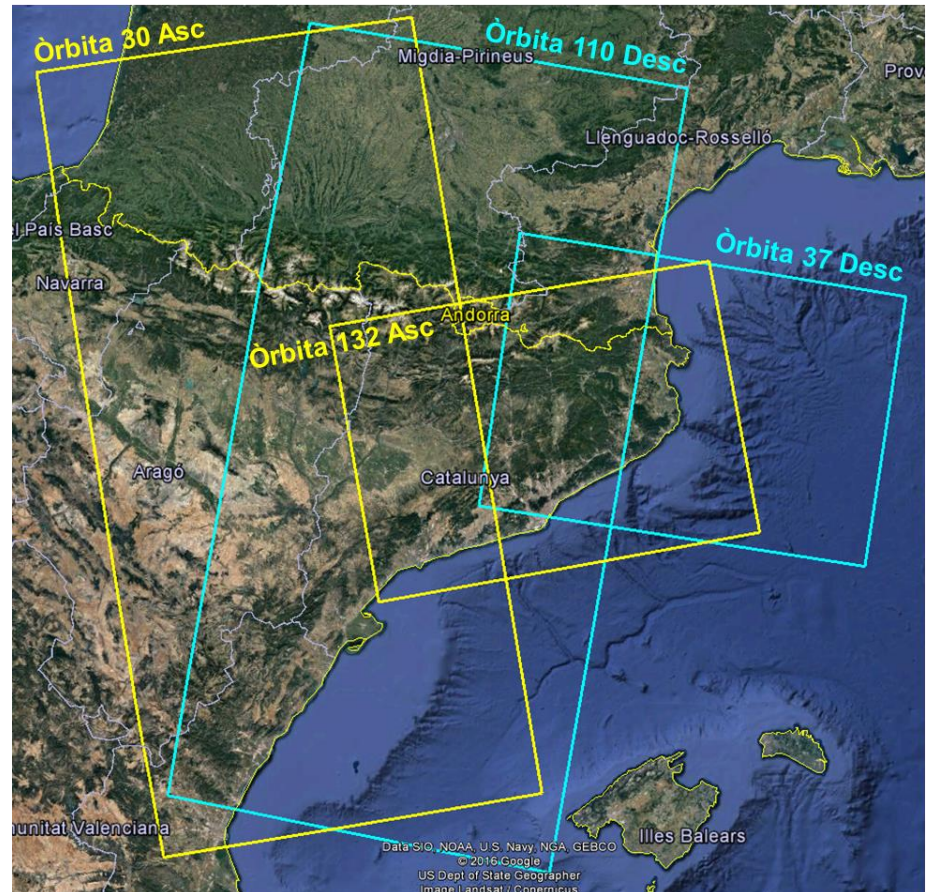 Òrbita 30 Asc
Òrbita 110 Desc
Migdia-Pirineus
Prov
Llenguadoc-Rosselló
el País Basc
Òrbita 37 Desc
Navarra
Andorra
Òrbita 132 Asc
Aragó
Catalunya
munitat Valenciana
Illes Balears
Data SIO, NOAA, U.S. Navy, NGA, GEBCO
© 2016 Google
US Dept of State Geographer
Image Landsat / Copernicus